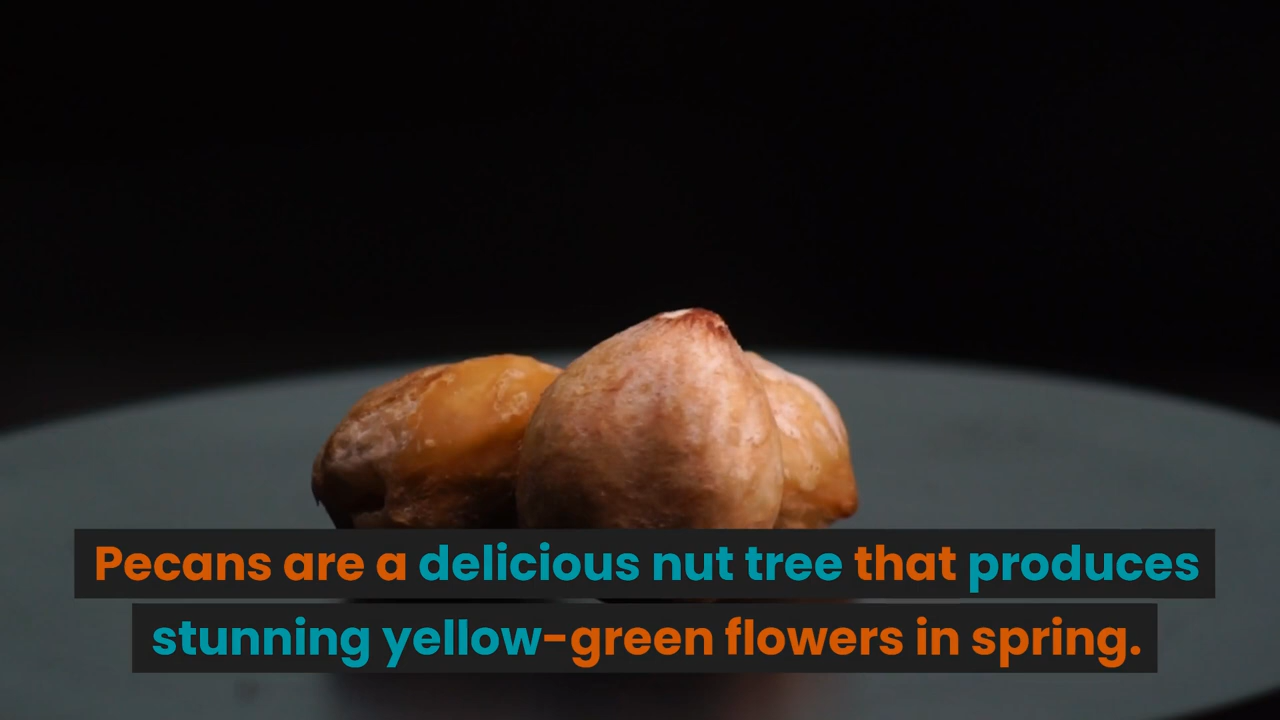 Pecans are a delicious nut tree that produces
stunning yellow-green flowers in spring.